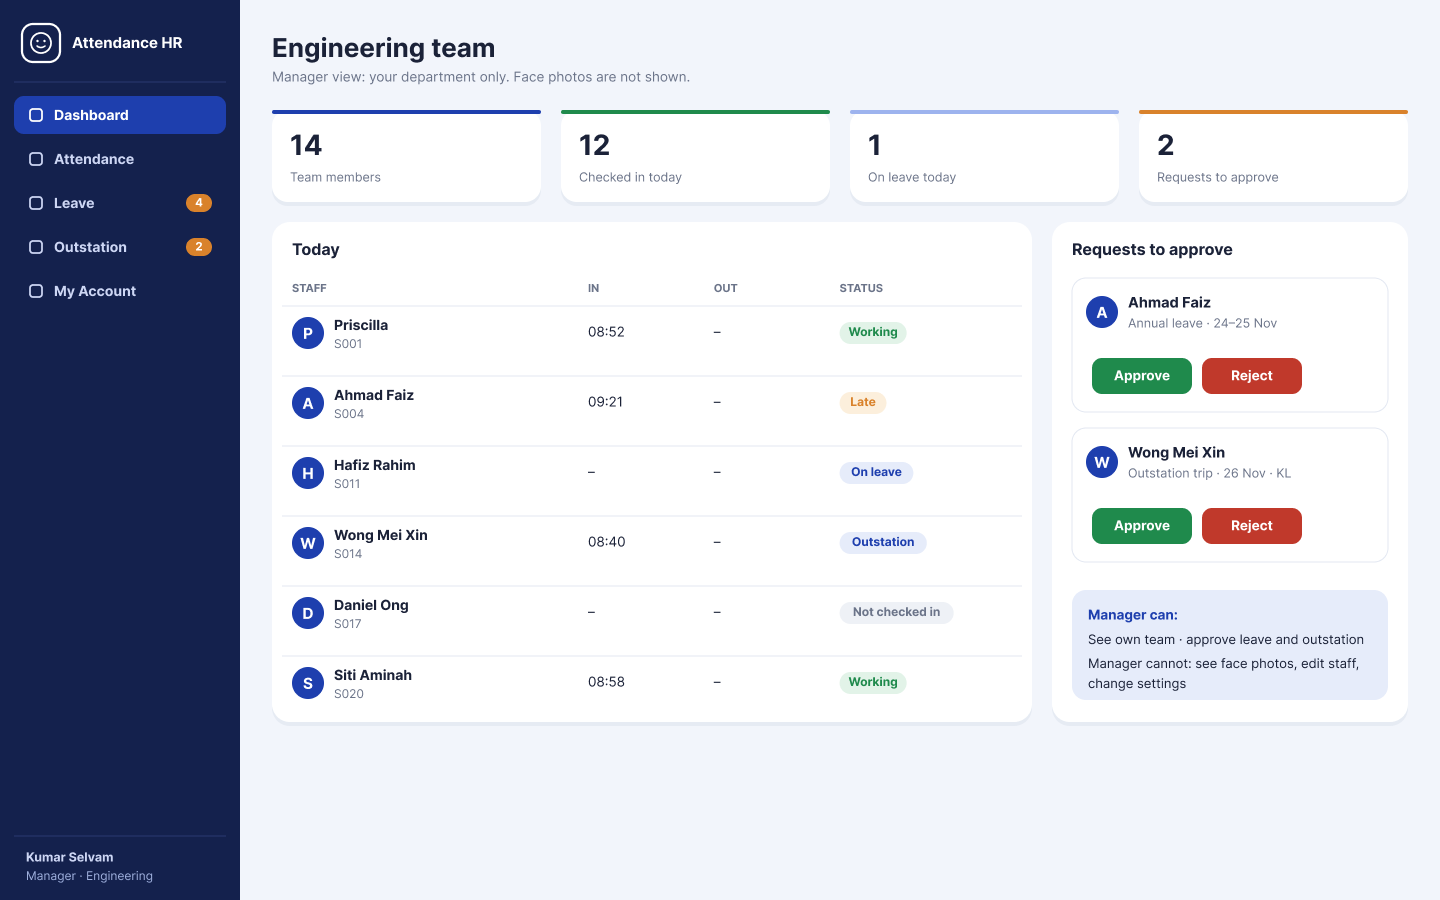 Attendance HR
Dashboard
Attendance
Leave 4
Outstation 2
My Account
Kumar Selvam
Manager · Engineering
Engineering team
Manager view: your department only. Face photos are not shown.
14
Team members
12
Checked in today
1
On leave today
2
Requests to approve
Today
STAFF IN OUT STATUS
P Priscilla 08:52 – Working
S001
A Ahmad Faiz 09:21 – Late
S004
H Hafiz Rahim – – On leave
S011
W Wong Mei Xin 08:40 – Outstation
S014
D Daniel Ong – – Not checked in
S017
S Siti Aminah 08:58 – Working
S020
Requests to approve
A Ahmad Faiz
Annual leave · 24–25 Nov
Approve Reject
W Wong Mei Xin
Outstation trip · 26 Nov · KL
Approve Reject
Manager can:
See own team · approve leave and outstation
Manager cannot: see face photos, edit staff,
change settings